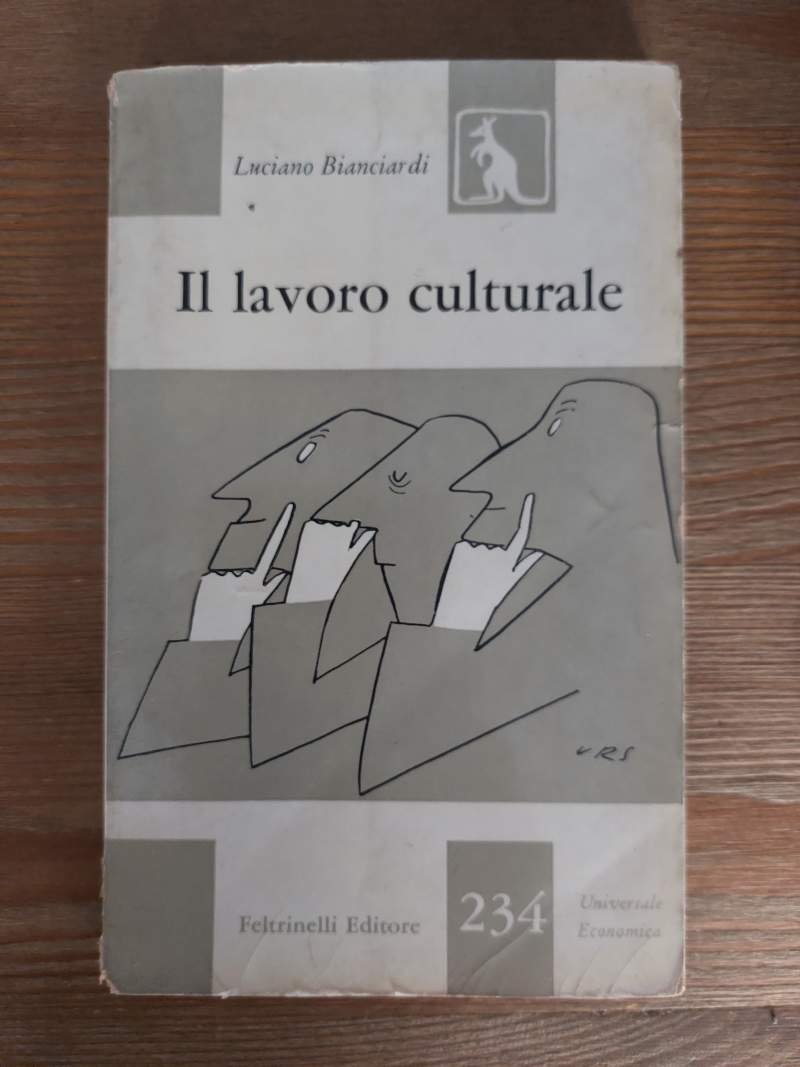 Luciano Bianciardi
Il lavoro culturale
URS
Feltrinelli Editore
234
Universale
Economica